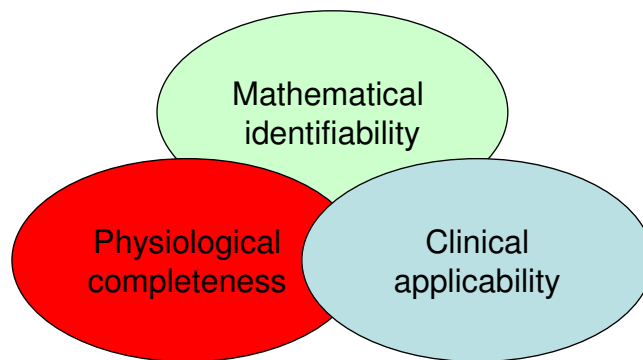 Mathematical
identifiability
Physiological
completeness
Clinical
applicability